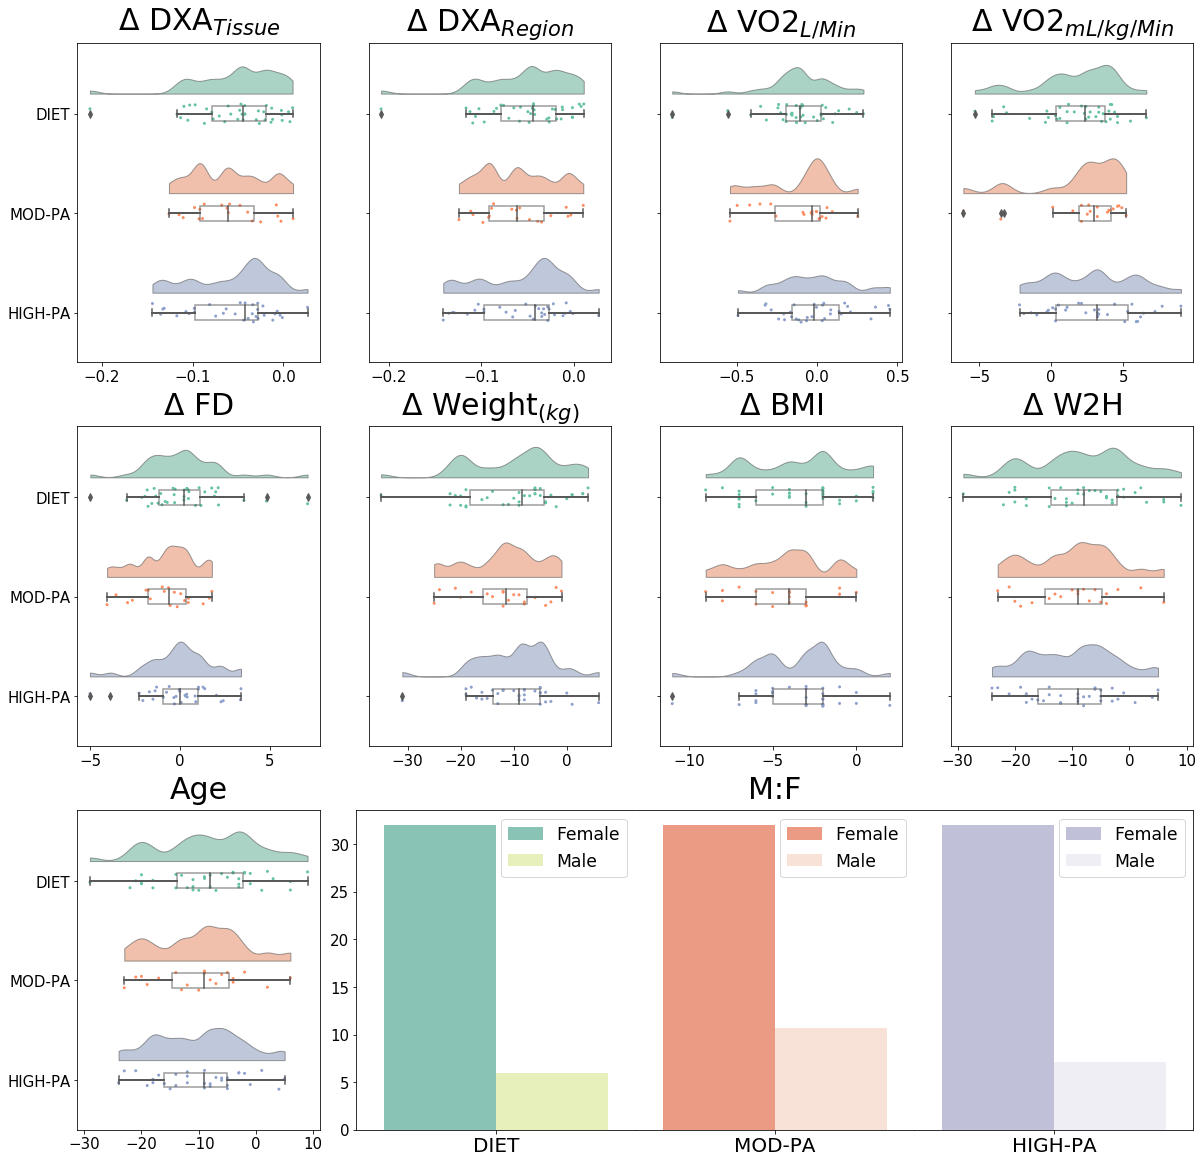 Δ DXA_Tissue Δ DXA_Region Δ VO2_L/Min Δ VO2_mL/kg/Min
DIET
MOD-PA
HIGH-PA
−0.2 −0.1 0.0 −0.2 −0.1 0.0 −0.5 0.0 0.5 −5 0 5
Δ FD Δ Weight_(kg) Δ BMI Δ W2H
DIET
MOD-PA
HIGH-PA
−5 0 5 −30 −20 −10 0 −10 −5 0 −30 −20 −10 0 10
Age M:F
DIET
MOD-PA
HIGH-PA
−30 −20 −10 0 10
30
25
20
15
10
5
0
Female
Male
Female
Male
Female
Male
DIET MOD-PA HIGH-PA